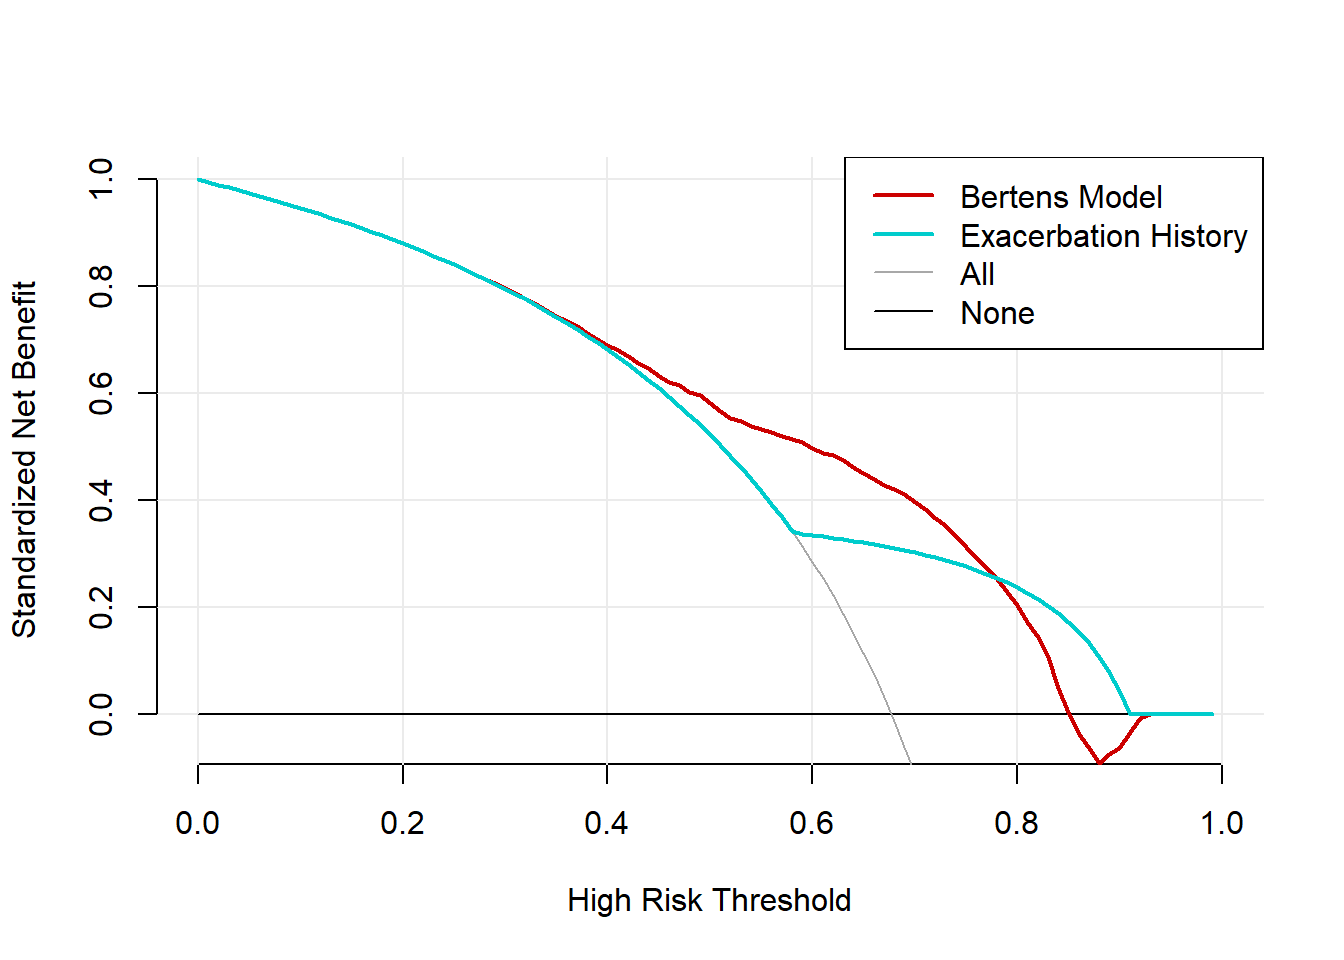 Bertens Model
Exacerbation History
All
None
Standardized Net Benefit
1.0
0.8
0.6
0.4
0.2
0.0
0.0 0.2 0.4 0.6 0.8 1.0
High Risk Threshold